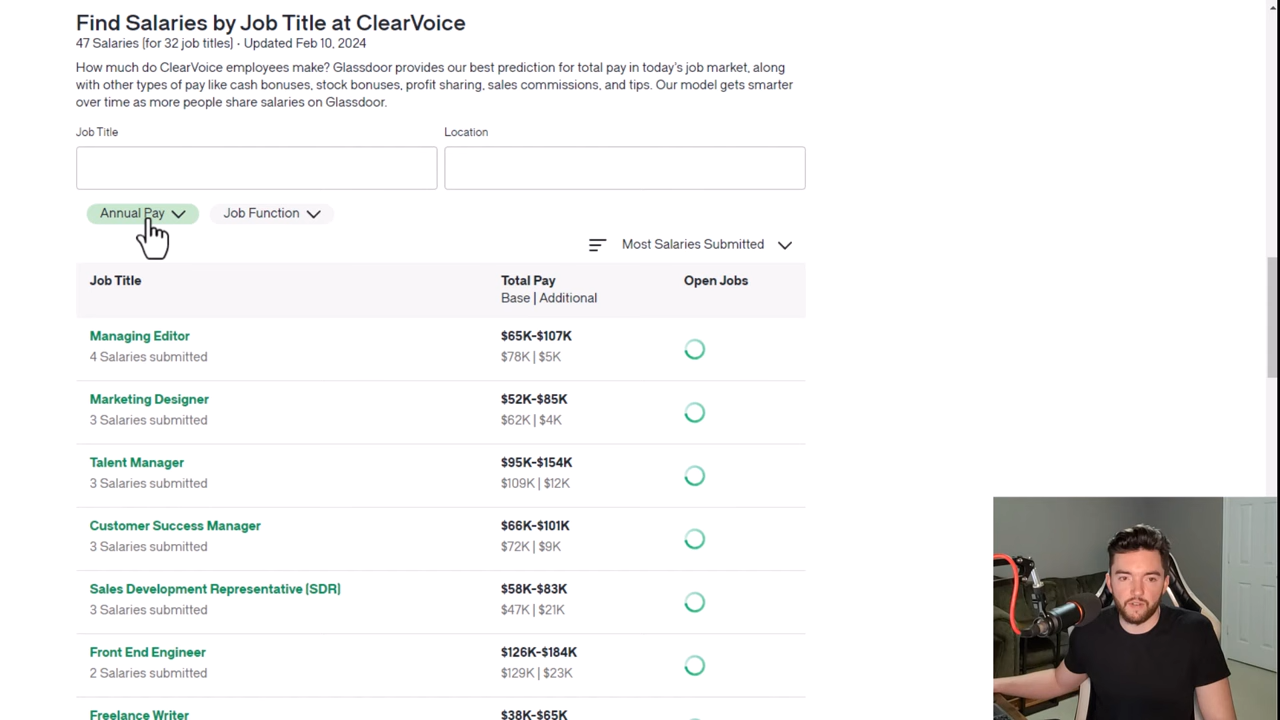 Find Salaries by Job Title at ClearVoice
47 Salaries (for 32 job titles) • Updated Feb 10, 2024
How much do ClearVoice employees make? Glassdoor provides our best prediction for total pay in today's job market, along
with other types of pay like cash bonuses, stock bonuses, profit sharing, sales commissions, and tips. Our model gets smarter
over time as more people share salaries on Glassdoor.
Job Title Location
Annual Pay Job Function
Most Salaries Submitted
Job Title Total Pay Open Jobs
Base | Additional
Managing Editor $65K-$107K
4 Salaries submitted $78K | $5K
Marketing Designer $52K-$85K
3 Salaries submitted $62K | $4K
Talent Manager $95K-$154K
3 Salaries submitted $109K | $12K
Customer Success Manager $66K-$101K
3 Salaries submitted $72K | $9K
Sales Development Representative (SDR) $58K-$83K
3 Salaries submitted $47K | $21K
Front End Engineer $126K-$184K
2 Salaries submitted $129K | $23K
Freelance Writer $38K-$65K